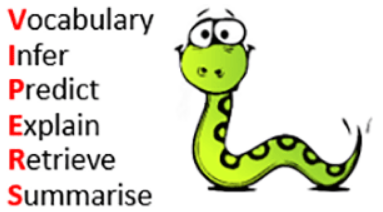 Vocabulary
Infer
Predict
Explain
Retrieve
Summarise